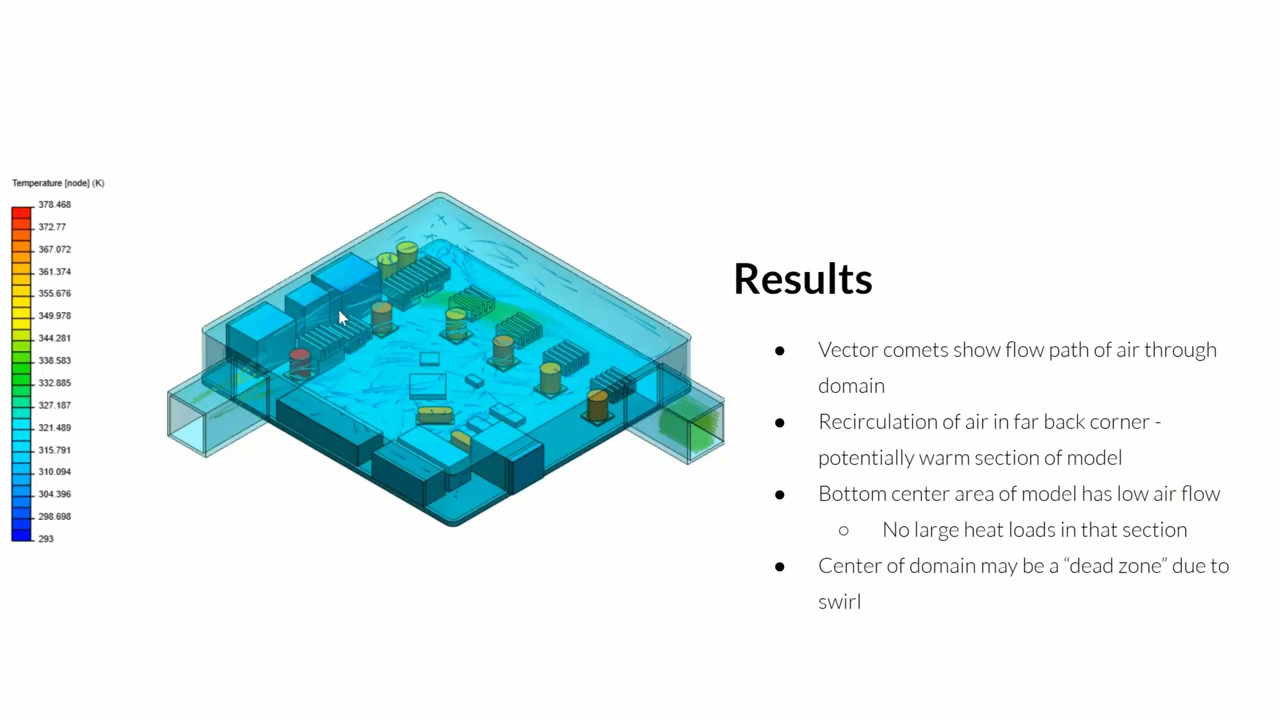 Temperature [node] (K)
378.468
372.77
367.072
361.374
355.676
349.978
344.281
338.583
332.885
327.187
321.489
315.791
310.094
304.396
298.698
293
Results
● Vector comets show flow path of air through
domain
● Recirculation of air in far back corner -
potentially warm section of model
● Bottom center area of model has low air flow
○ No large heat loads in that section
● Center of domain may be a “dead zone” due to
swirl